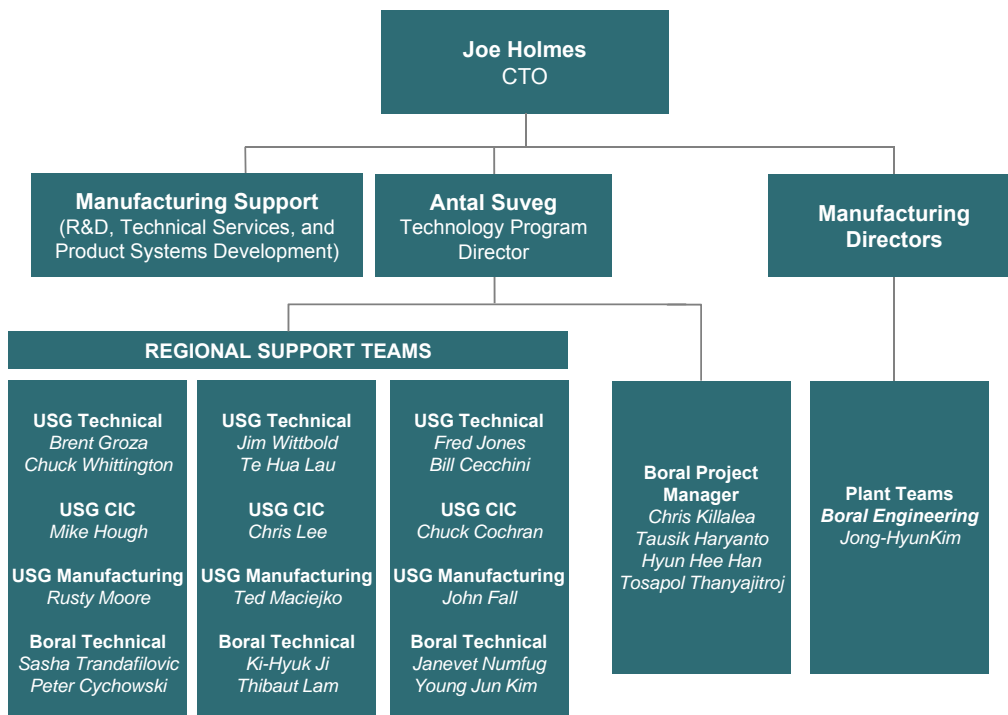 Joe Holmes
CTO
Manufacturing Support
(R&D, Technical Services, and
Product Systems Development)
Antal Suveg
Technology Program
Director
Manufacturing
Directors
REGIONAL SUPPORT TEAMS
USG Technical
Brent Groza
Chuck Whittington
USG CIC
Mike Hough
USG Manufacturing
Rusty Moore
Boral Technical
Sasha Trandafilovic
Peter Cychowski
USG Technical
Jim Wittbold
Te Hua Lau
USG CIC
Chris Lee
USG Manufacturing
Ted Maciejko
Boral Technical
Ki-Hyuk Ji
Thibaut Lam
USG Technical
Fred Jones
Bill Cecchini
USG CIC
Chuck Cochran
USG Manufacturing
John Fall
Boral Technical
Janevet Numfug
Young Jun Kim
Boral Project
Manager
Chris Killalea
Tausik Haryanto
Hyun Hee Han
Tosapol Thanyajitroj
Plant Teams
Boral Engineering
Jong-HyunKim